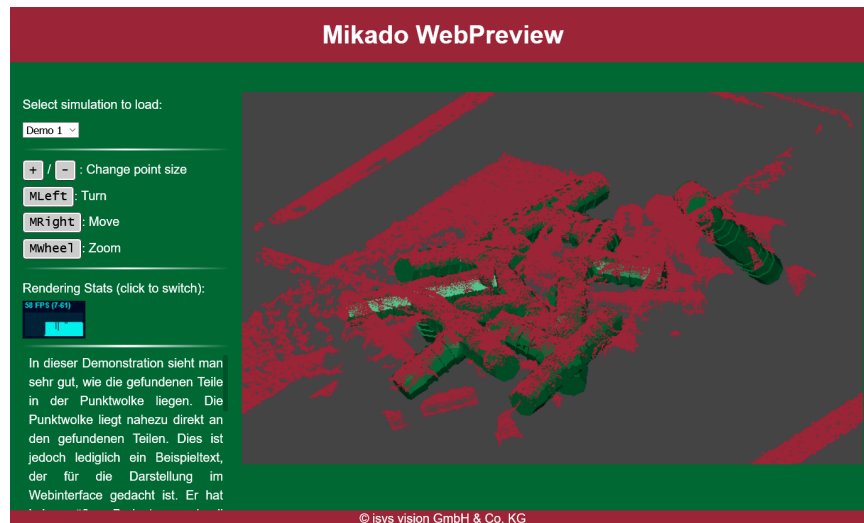 Mikado WebPreview
Select simulation to load:
Demo 1
+ / - : Change point size
MLeft : Turn
MRight : Move
MWheel : Zoom
Rendering Stats (click to switch):
58 FPS (7-61)
In dieser Demonstration sieht man
sehr gut, wie die gefundenen Teile
in der Punktwolke liegen. Die
Punktwolke liegt nahezu direkt an
den gefundenen Teilen. Dies ist
jedoch lediglich ein Beispieltext,
der für die Darstellung im
Webinterface gedacht ist. Er hat
© isys vision GmbH & Co. KG